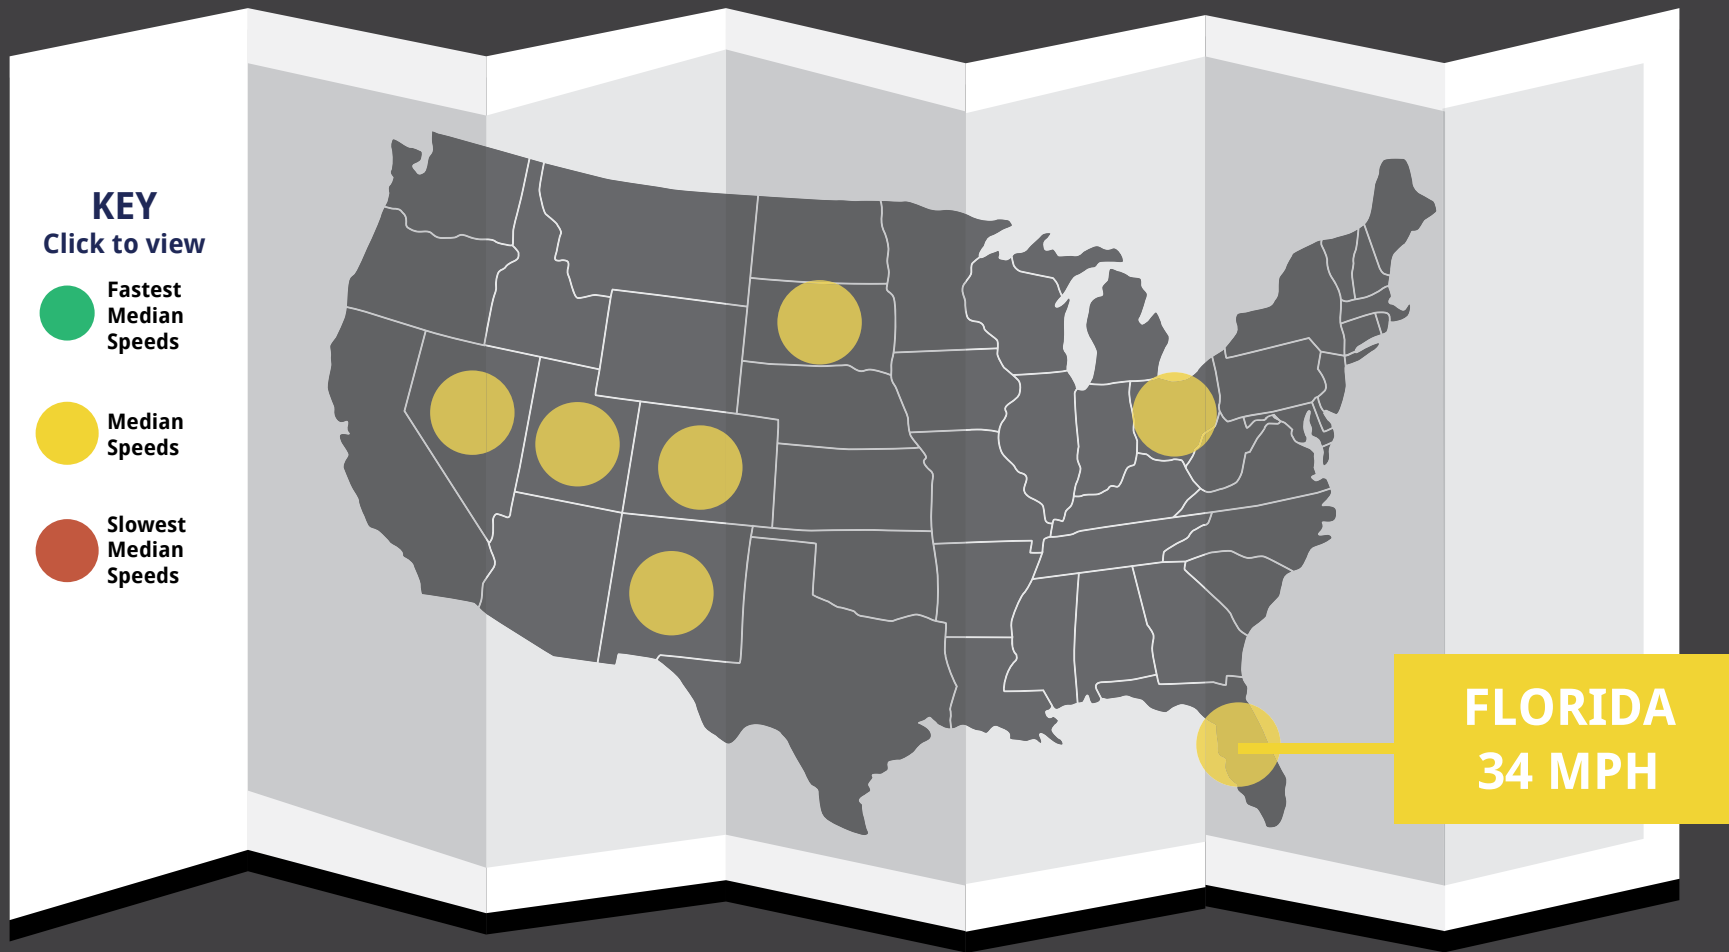 KEY
Click to view
Fastest
Median
Speeds
Median
Speeds
Slowest
Median
Speeds
FLORIDA
34 MPH